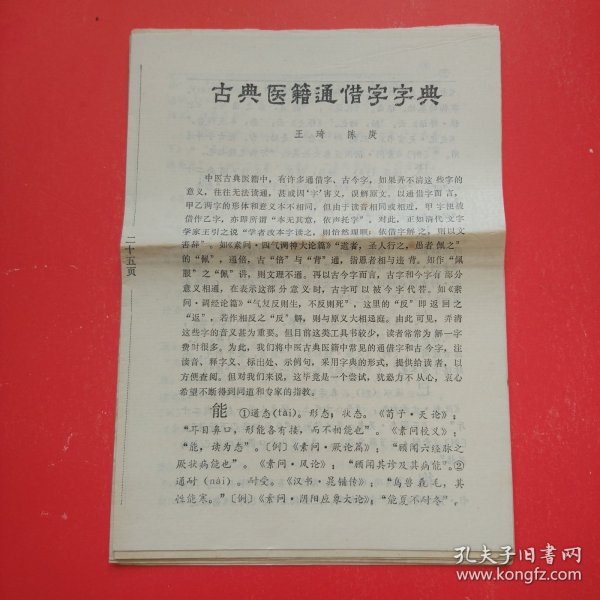 古典医籍通借字字典
王琦 陈庚
中医古典医籍中，有许多通借字、古今字，如果弄不清这些字的
意义，往往无法读通，甚或因'字'害义，误解原文。以通借字而言，
甲乙两字的形体和意义本不相同，但由于读音相同或相近，甲字便被
借作乙字，亦即所谓“本无其意，依声托字”。对此，正如清代文字
学家王引之说“学者改本字读之，则怡然理顺；依借字解之，则以文
害辞”。如《素问·四气调神大论篇》“道者，圣人行之，愚者佩之”
的“佩”，通倍，古“倍”与“背”通，指愚者相与违背。如作“佩
服”之“佩”讲，则文理不通。再以古今字而言，古字和今字有部分
意义相通，在表示这部分意义时，古字可以被今字代替。如《素
问·调经论篇》“气复反则生，不反则死”，这里的“反”即返回之
“返”，若作相反之“反”解，则与原义大相迳庭。由此可见，弄清
这些字的音义甚为重要。但目前这类工具书较少，读者常常为解一字
费时很多。为此，我们将中医古典医籍中常见的通借字和古今字，注
读音、释字义、标出处、示例句，采用字典的形式，提供给读者，以
方便查阅。但对我们来说，这毕竟是一个尝试，犹恐力不从心，衷心
希望不断得到同道和专家的指教。
能 ①通态(tài)。形态；状态。《荀子·天论》：
“耳目鼻口，形能各有接，而不相能也”。《素问校义》：
“能，读为态”。〔例〕《素问·厥论篇》：“顾闻六经脉之
厥状病能也”。《素问·风论》：“顾闻其诊及其病能”。②
通耐(nài)。耐受。《汉书·晁错传》：“鸟兽毳毛，其
性能寒。”〔例〕《素问·阴阳应象大论》：“能夏不耐冬”。
二十五页
孔夫子旧书网
www.kongfz.com